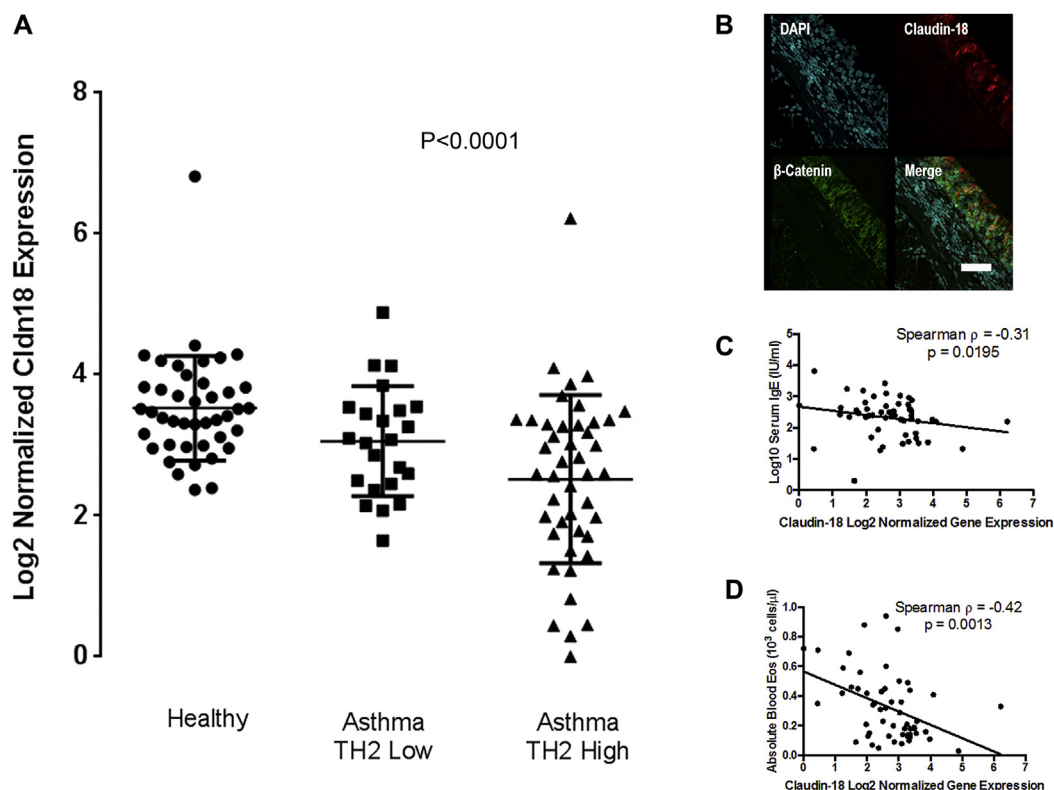 A
Log2 Normalized Cldn18 Expression
8
6
4
2
0
P<0.0001
Healthy
Asthma
TH2 Low
Asthma
TH2 High
B
DAPI
Claudin-18
β-Catenin
Merge
C
Spearman ρ = -0.31
p = 0.0195
Log10 Serum IgE (IU/ml)
5
4
3
2
1
0
0 1 2 3 4 5 6 7
Claudin-18 Log2 Normalized Gene Expression
D
Spearman ρ = -0.42
p = 0.0013
Absolute Blood Eos (10³ cells/μl)
1.0
0.8
0.6
0.4
0.2
0.0
0 1 2 3 4 5 6 7
Claudin-18 Log2 Normalized Gene Expression